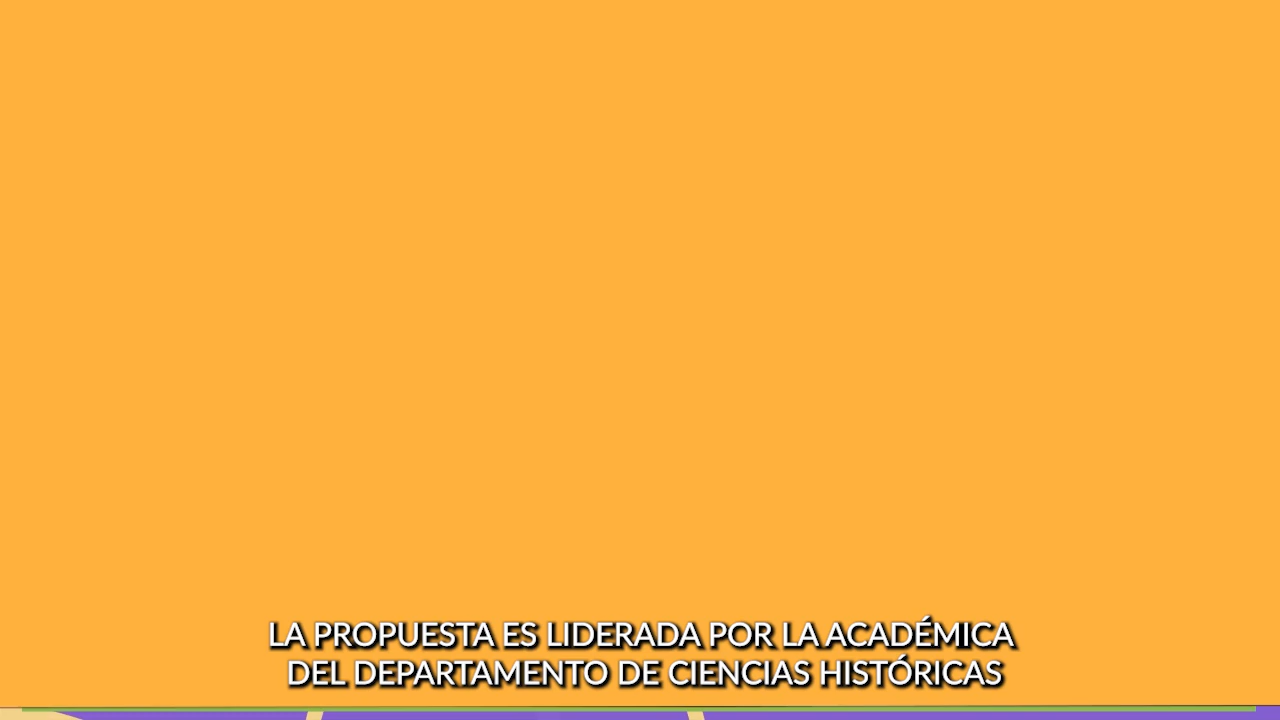 LA PROPUESTA ES LIDERADA POR LA ACADÉMICA
DEL DEPARTAMENTO DE CIENCIAS HISTÓRICAS